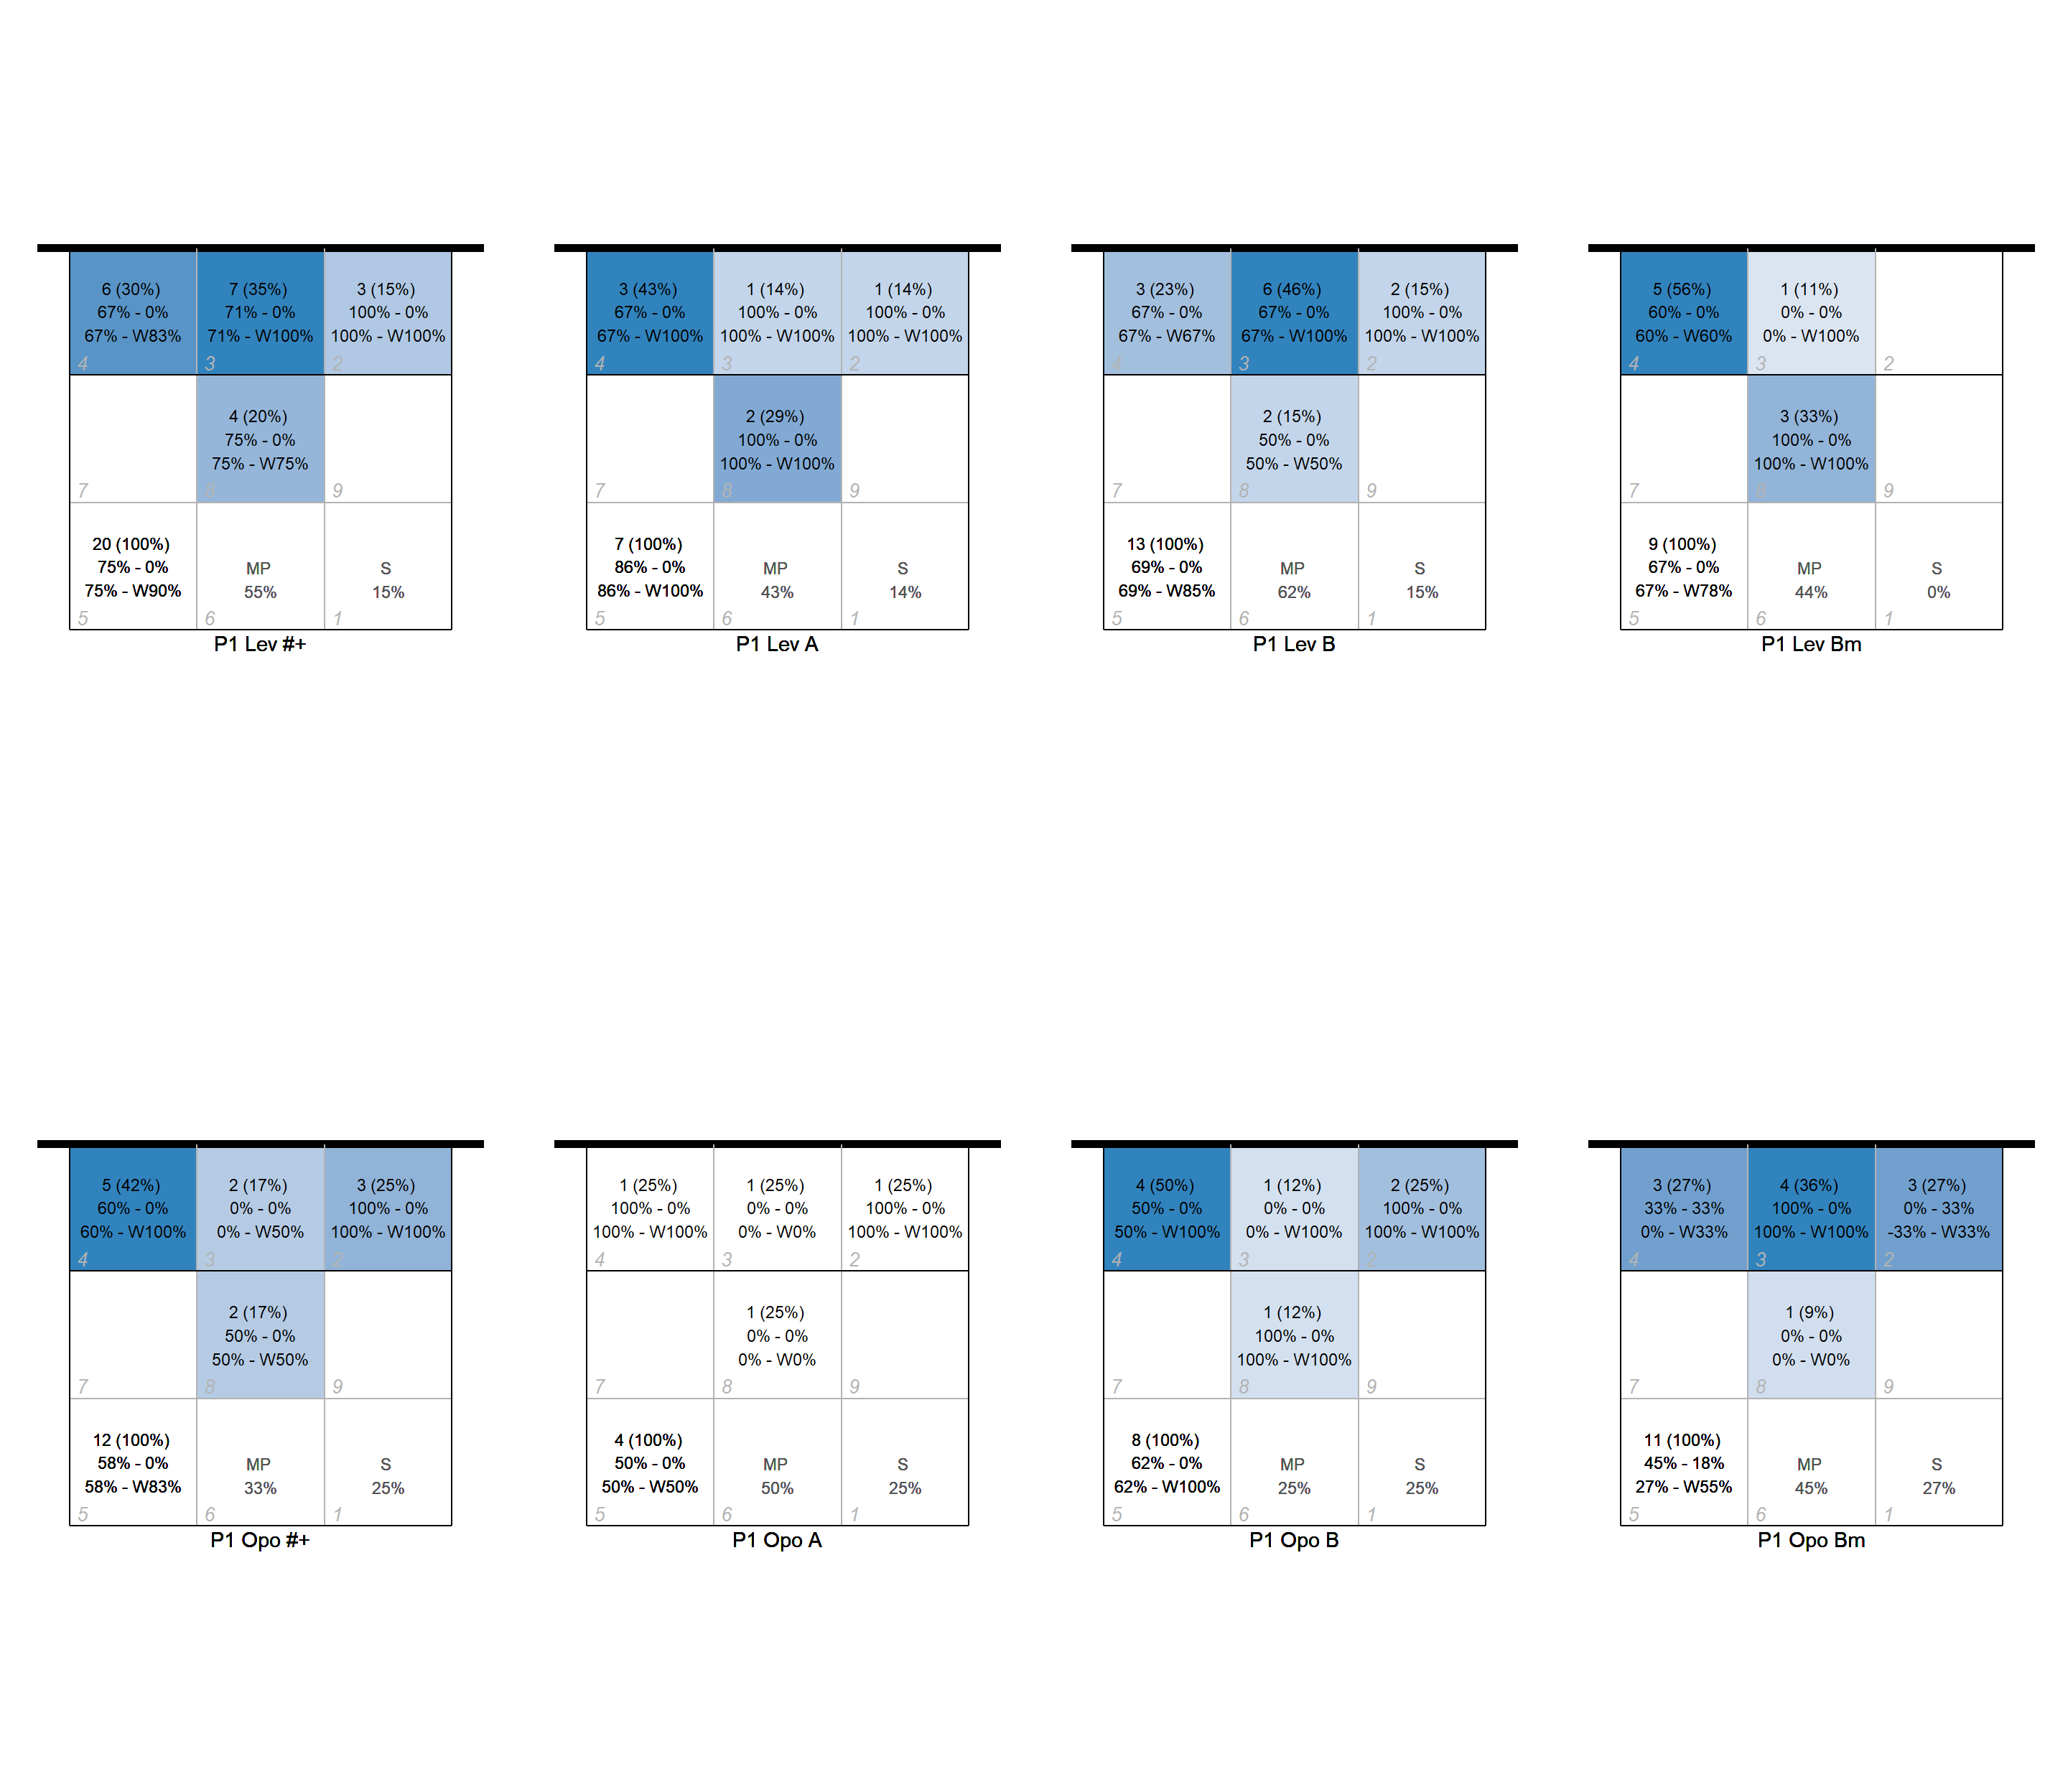 6 (30%)
67% - 0%
67% - W83%
4
7 (35%)
71% - 0%
71% - W100%
3
3 (15%)
100% - 0%
100% - W100%
2
7
4 (20%)
75% - 0%
75% - W75%
8
9
20 (100%)
75% - 0%
75% - W90%
5
MP
55%
6
S
15%
1
P1 Lev #+
3 (43%)
67% - 0%
67% - W100%
4
1 (14%)
100% - 0%
100% - W100%
3
1 (14%)
100% - 0%
100% - W100%
2
7
2 (29%)
100% - 0%
100% - W100%
8
9
7 (100%)
86% - 0%
86% - W100%
5
MP
43%
6
S
14%
1
P1 Lev A
3 (23%)
67% - 0%
67% - W67%
4
6 (46%)
67% - 0%
67% - W100%
3
2 (15%)
100% - 0%
100% - W100%
2
7
2 (15%)
50% - 0%
50% - W50%
8
9
13 (100%)
69% - 0%
69% - W85%
5
MP
62%
6
S
15%
1
P1 Lev B
5 (56%)
60% - 0%
60% - W60%
4
1 (11%)
0% - 0%
0% - W100%
3
2
7
3 (33%)
100% - 0%
100% - W100%
8
9
9 (100%)
67% - 0%
67% - W78%
5
MP
44%
6
S
0%
1
P1 Lev Bm
5 (42%)
60% - 0%
60% - W100%
4
2 (17%)
0% - 0%
0% - W50%
3
3 (25%)
100% - 0%
100% - W100%
2
7
2 (17%)
50% - 0%
50% - W50%
8
9
12 (100%)
58% - 0%
58% - W83%
5
MP
33%
6
S
25%
1
P1 Opo #+
1 (25%)
100% - 0%
100% - W100%
4
1 (25%)
0% - 0%
0% - W0%
3
1 (25%)
100% - 0%
100% - W100%
2
7
1 (25%)
0% - 0%
0% - W0%
8
9
4 (100%)
50% - 0%
50% - W50%
5
MP
50%
6
S
25%
1
P1 Opo A
4 (50%)
50% - 0%
50% - W100%
4
1 (12%)
0% - 0%
0% - W100%
3
2 (25%)
100% - 0%
100% - W100%
2
7
1 (12%)
100% - 0%
100% - W100%
8
9
8 (100%)
62% - 0%
62% - W100%
5
MP
25%
6
S
25%
1
P1 Opo B
3 (27%)
33% - 33%
0% - W33%
4
4 (36%)
100% - 0%
100% - W100%
3
3 (27%)
0% - 33%
-33% - W33%
2
7
1 (9%)
0% - 0%
0% - W0%
8
9
11 (100%)
45% - 18%
27% - W55%
5
MP
45%
6
S
27%
1
P1 Opo Bm